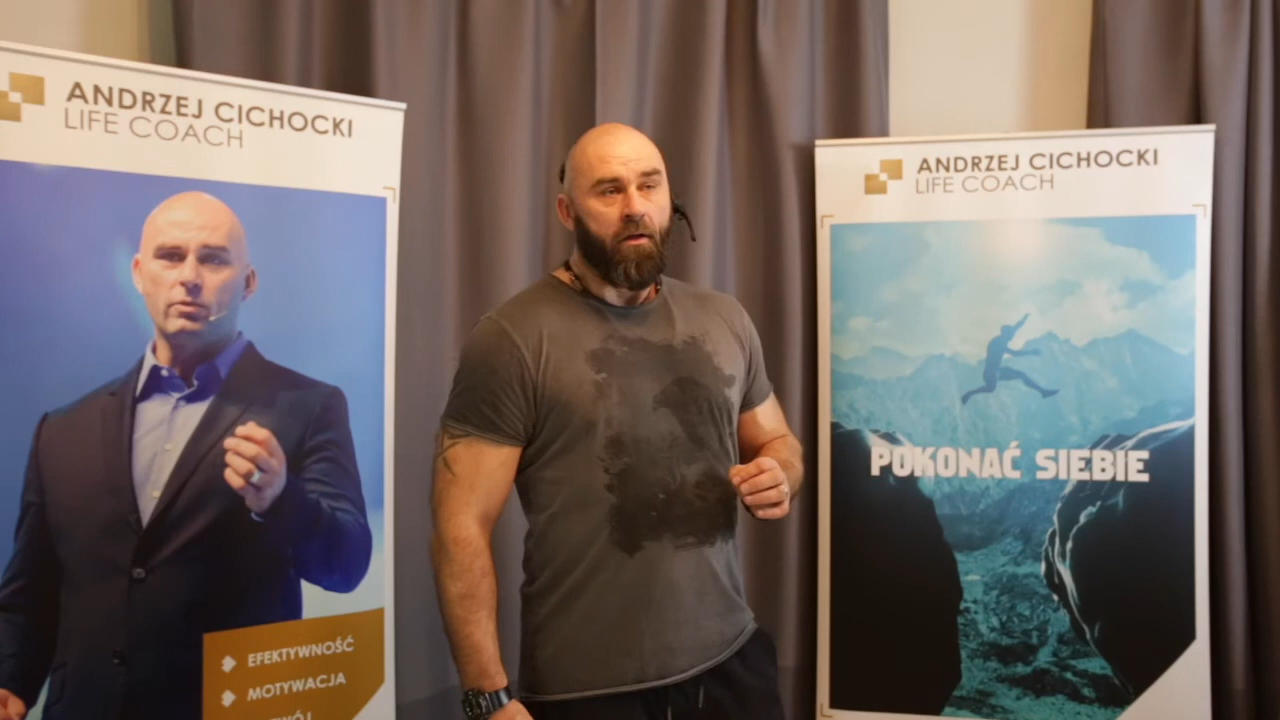 ANDRZEJ CICHOCKI
LIFE COACH
EFEKTYWNOŚĆ
MOTYWACJA
ANDRZEJ CICHOCKI
LIFE COACH
POKONAĆ SIEBIE